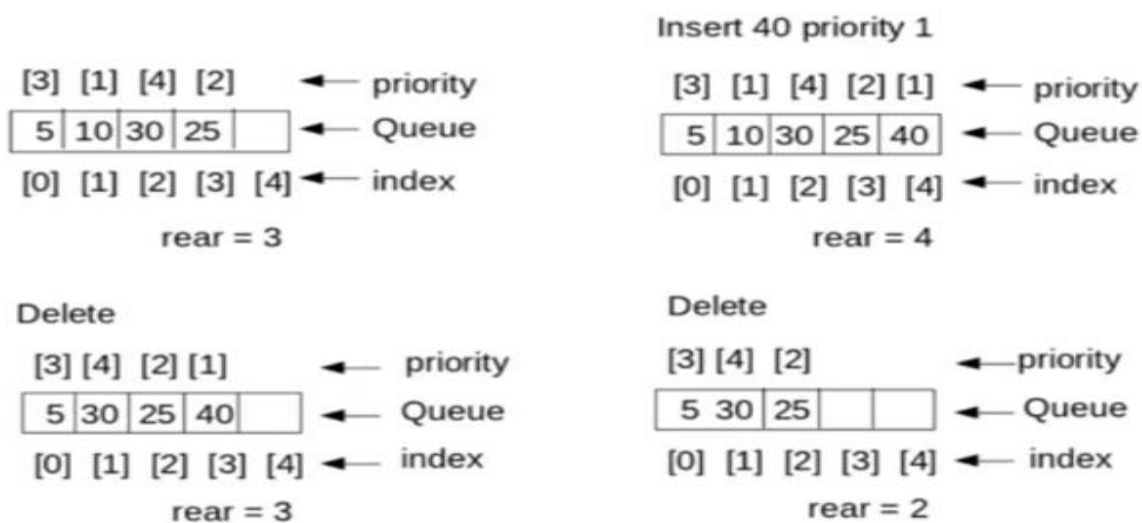 [3] [1] [4] [2] priority
5 10 30 25 Queue
[0] [1] [2] [3] [4] index
rear = 3
Insert 40 priority 1
[3] [1] [4] [2] [1] priority
5 10 30 25 40 Queue
[0] [1] [2] [3] [4] index
rear = 4
Delete
[3] [4] [2] [1] priority
5 30 25 40 Queue
[0] [1] [2] [3] [4] index
rear = 3
Delete
[3] [4] [2] priority
5 30 25 Queue
[0] [1] [2] [3] [4] index
rear = 2